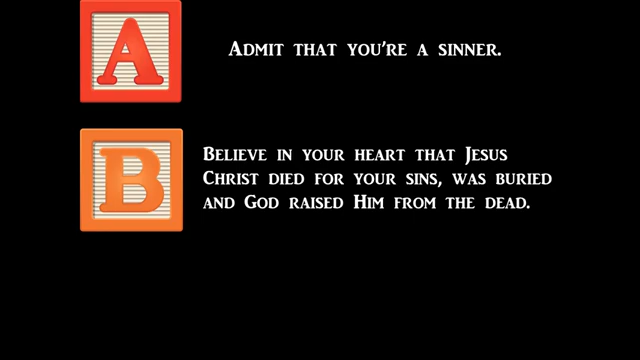 A
Admit that you're a sinner.
B
Believe in your heart that Jesus
Christ died for your sins, was buried
and God raised Him from the dead.